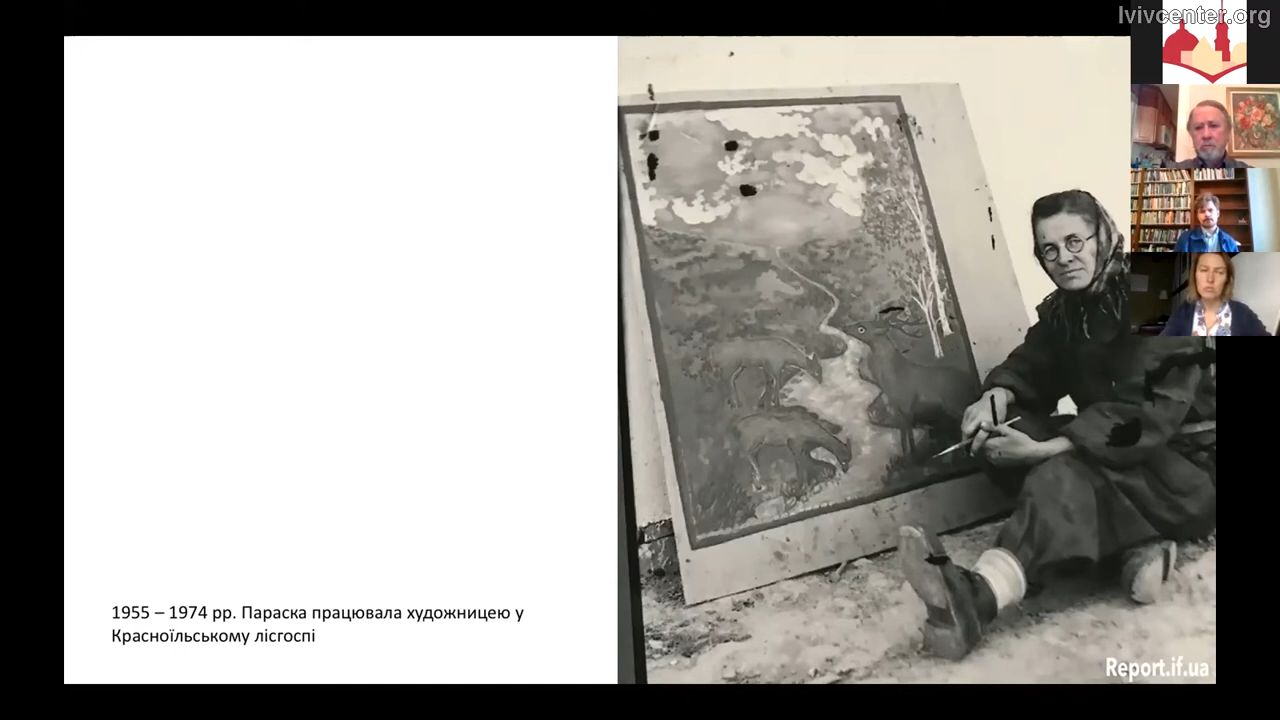 lvivcenter.org
1955 – 1974 рр. Параска працювала художницею у
Красноїльському лісгоспі
Report.if.ua